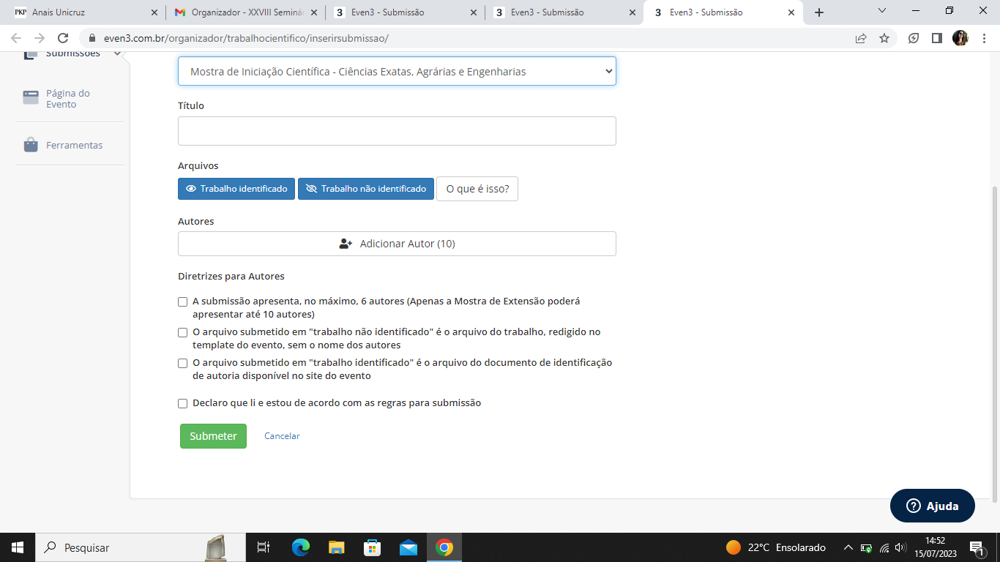 Anais Unicruz
Organizador - XXVIII Seminár
Even3 - Submissão
Even3 - Submissão
Even3 - Submissão
even3.com.br/organizador/trabalhocientifico/inserirsubmissao/
Submissões
Página do
Evento
Ferramentas
Mostra de Iniciação Científica - Ciências Exatas, Agrárias e Engenharias
Título
Arquivos
Trabalho identificado
Trabalho não identificado
O que é isso?
Autores
Adicionar Autor (10)
Diretrizes para Autores
A submissão apresenta, no máximo, 6 autores (Apenas a Mostra de Extensão poderá
apresentar até 10 autores)
O arquivo submetido em "trabalho não identificado" é o arquivo do trabalho, redigido no
template do evento, sem o nome dos autores
O arquivo submetido em "trabalho identificado" é o arquivo do documento de identificação
de autoria disponível no site do evento
Declaro que li e estou de acordo com as regras para submissão
Submeter
Cancelar
Ajuda
Pesquisar
22°C Ensolarado
14:52
15/07/2023
1